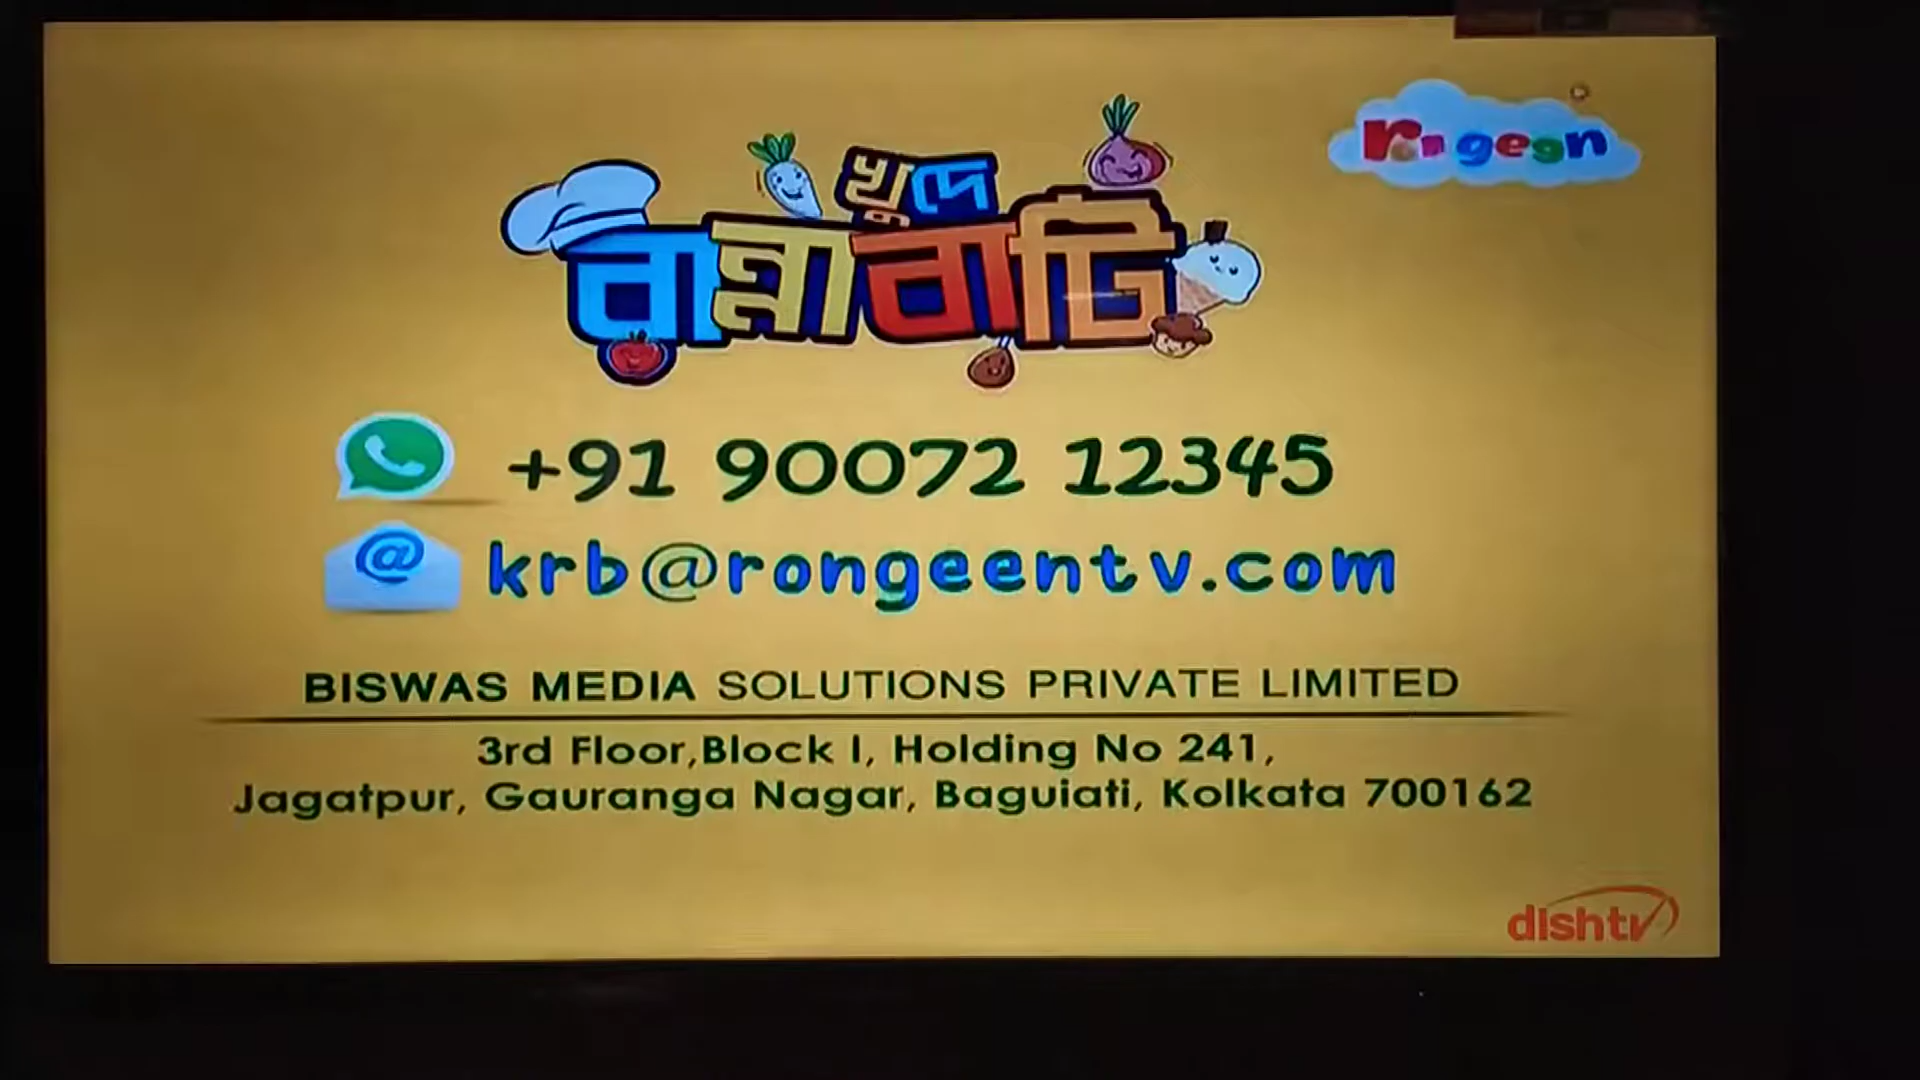 rongeen
খুদে
রান্নাবাটি
+91 90072 12345
krb@rongeentv.com
BISWAS MEDIA SOLUTIONS PRIVATE LIMITED
3rd Floor,Block I, Holding No 241,
Jagatpur, Gauranga Nagar, Baguiati, Kolkata 700162
dishtv